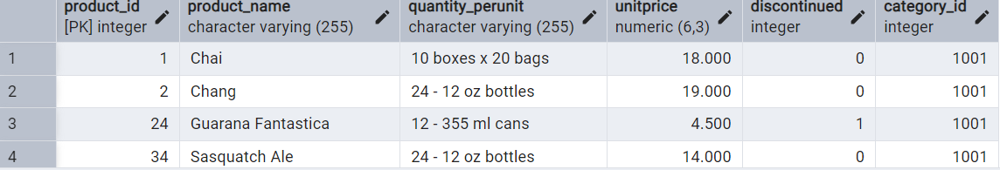 product_id product_name quantity_perunit unitprice discontinued category_id
[PK] integer character varying (255) character varying (255) numeric (6,3) integer integer
1 1 Chai 10 boxes x 20 bags 18.000 0 1001
2 2 Chang 24 - 12 oz bottles 19.000 0 1001
3 24 Guarana Fantastica 12 - 355 ml cans 4.500 1 1001
4 34 Sasquatch Ale 24 - 12 oz bottles 14.000 0 1001